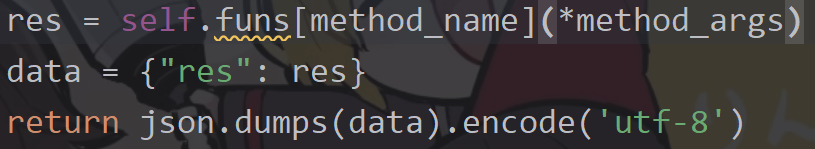 res = self.funs[method_name](*method_args)
data = {"res": res}
return json.dumps(data).encode('utf-8')